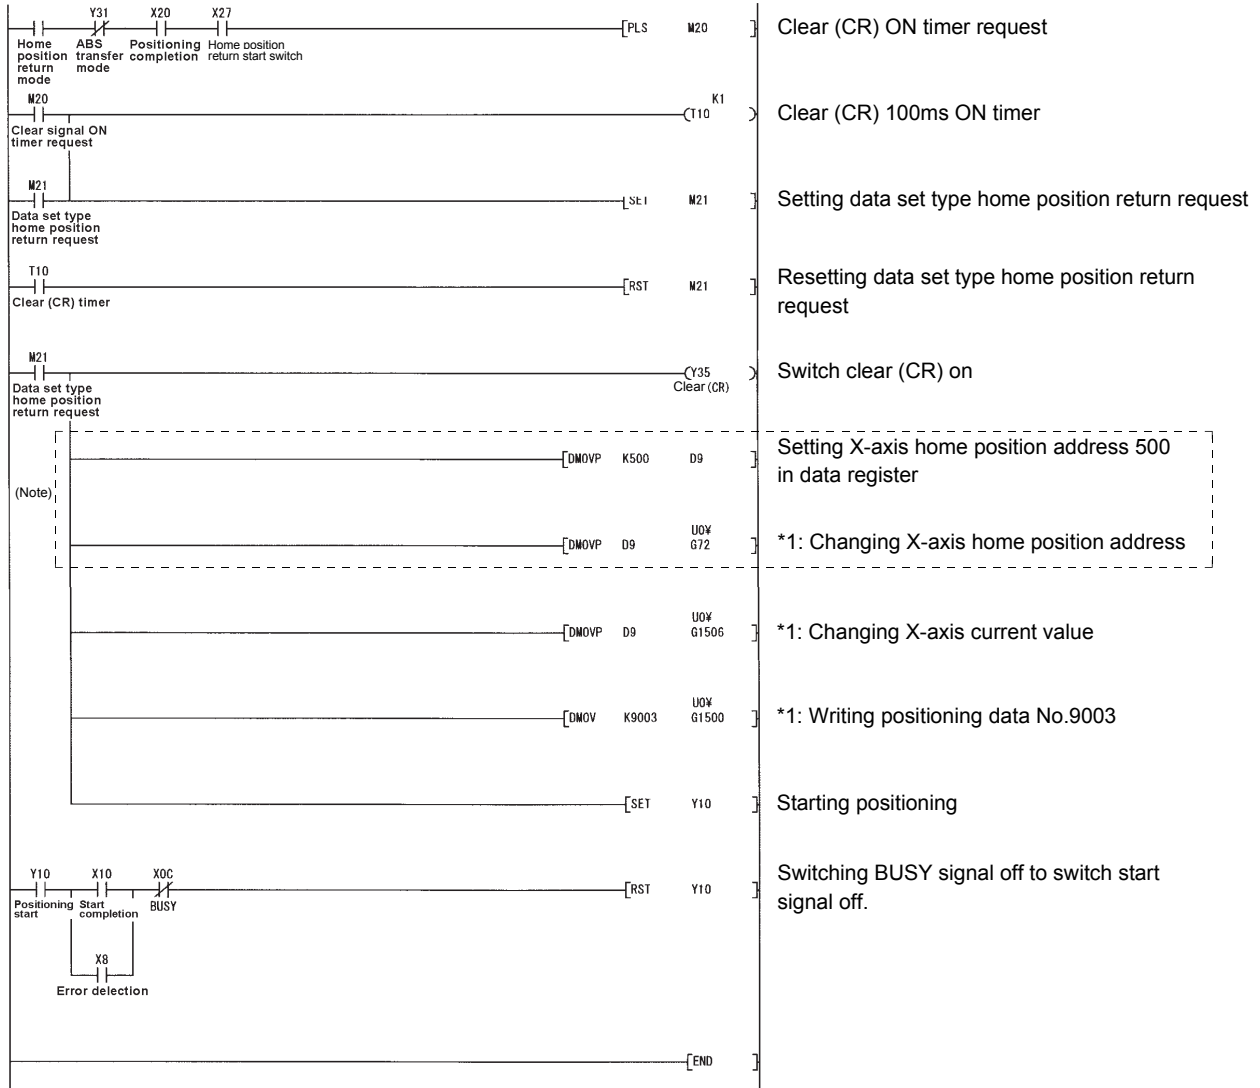 Y31 X20 X27
[PLS M20 ] Clear (CR) ON timer request
Home position return mode
ABS transfer mode
Positioning completion
Home position return start switch
M20
K1
(T10 ) Clear (CR) 100ms ON timer
Clear signal ON
timer request
M21
[SET M21 ] Setting data set type home position return request
Data set type
home position
return request
T10
[RST M21 ] Resetting data set type home position return
request
Clear (CR) timer
M21
(Y35 ) Switch clear (CR) on
Clear (CR)
Data set type
home position
return request
[DMOVP K500 D9 ] Setting X-axis home position address 500
in data register
(Note)
U0¥
[DMOVP D9 G72 ] *1: Changing X-axis home position address
U0¥
[DMOVP D9 G1506 ] *1: Changing X-axis current value
U0¥
[DMOV K9003 G1500 ] *1: Writing positioning data No.9003
[SET Y10 ] Starting positioning
Y10 X10 X0C
[RST Y10 ] Switching BUSY signal off to switch start
signal off.
Positioning start
Start completion
BUSY
X8
Error delection
[END ]